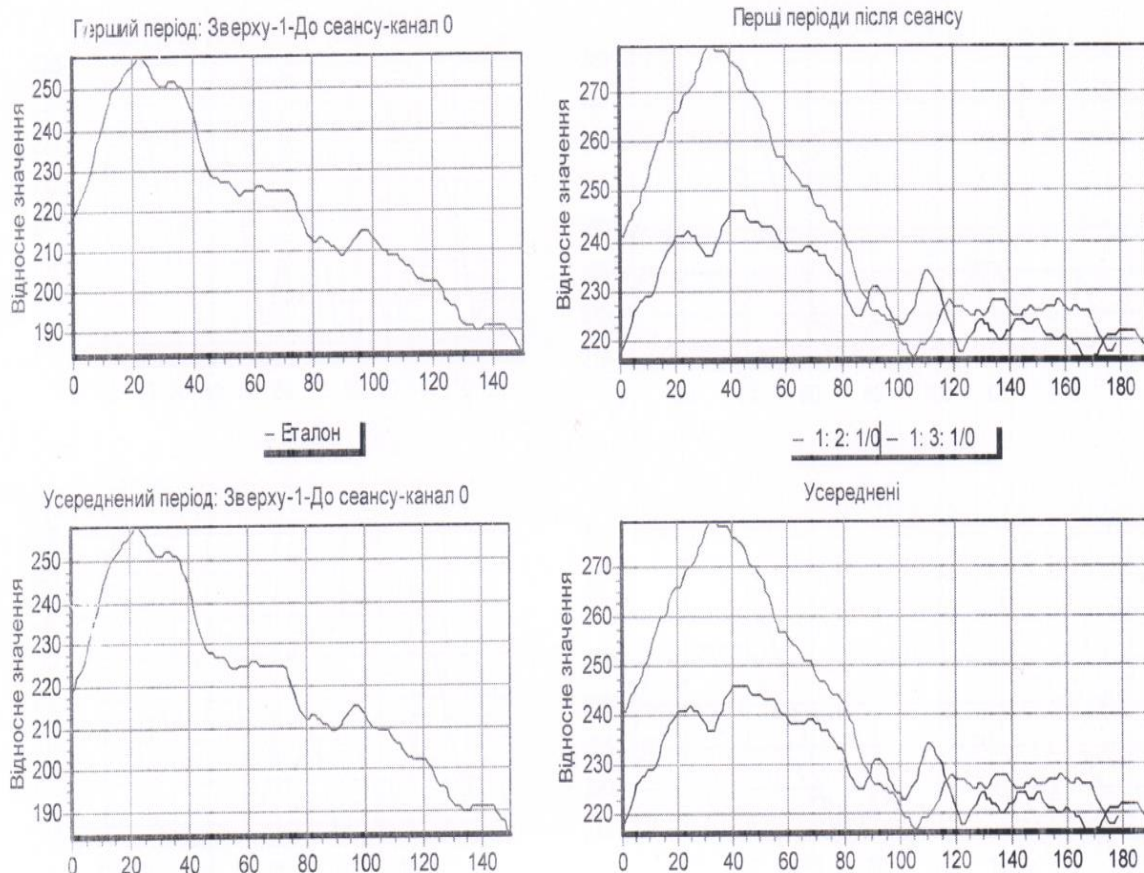 Перший період: Зверху-1-До сеансу-канал 0
Відносне значення
250
240
230
220
210
200
190
0 20 40 60 80 100 120 140
– Еталон
Перші періоди після сеансу
Відносне значення
270
260
250
240
230
220
0 20 40 60 80 100 120 140 160 180
– 1: 2: 1/0 – 1: 3: 1/0
Усереднений період: Зверху-1-До сеансу-канал 0
Відносне значення
250
240
230
220
210
200
190
0 20 40 60 80 100 120 140
Усереднені
Відносне значення
270
260
250
240
230
220
0 20 40 60 80 100 120 140 160 180